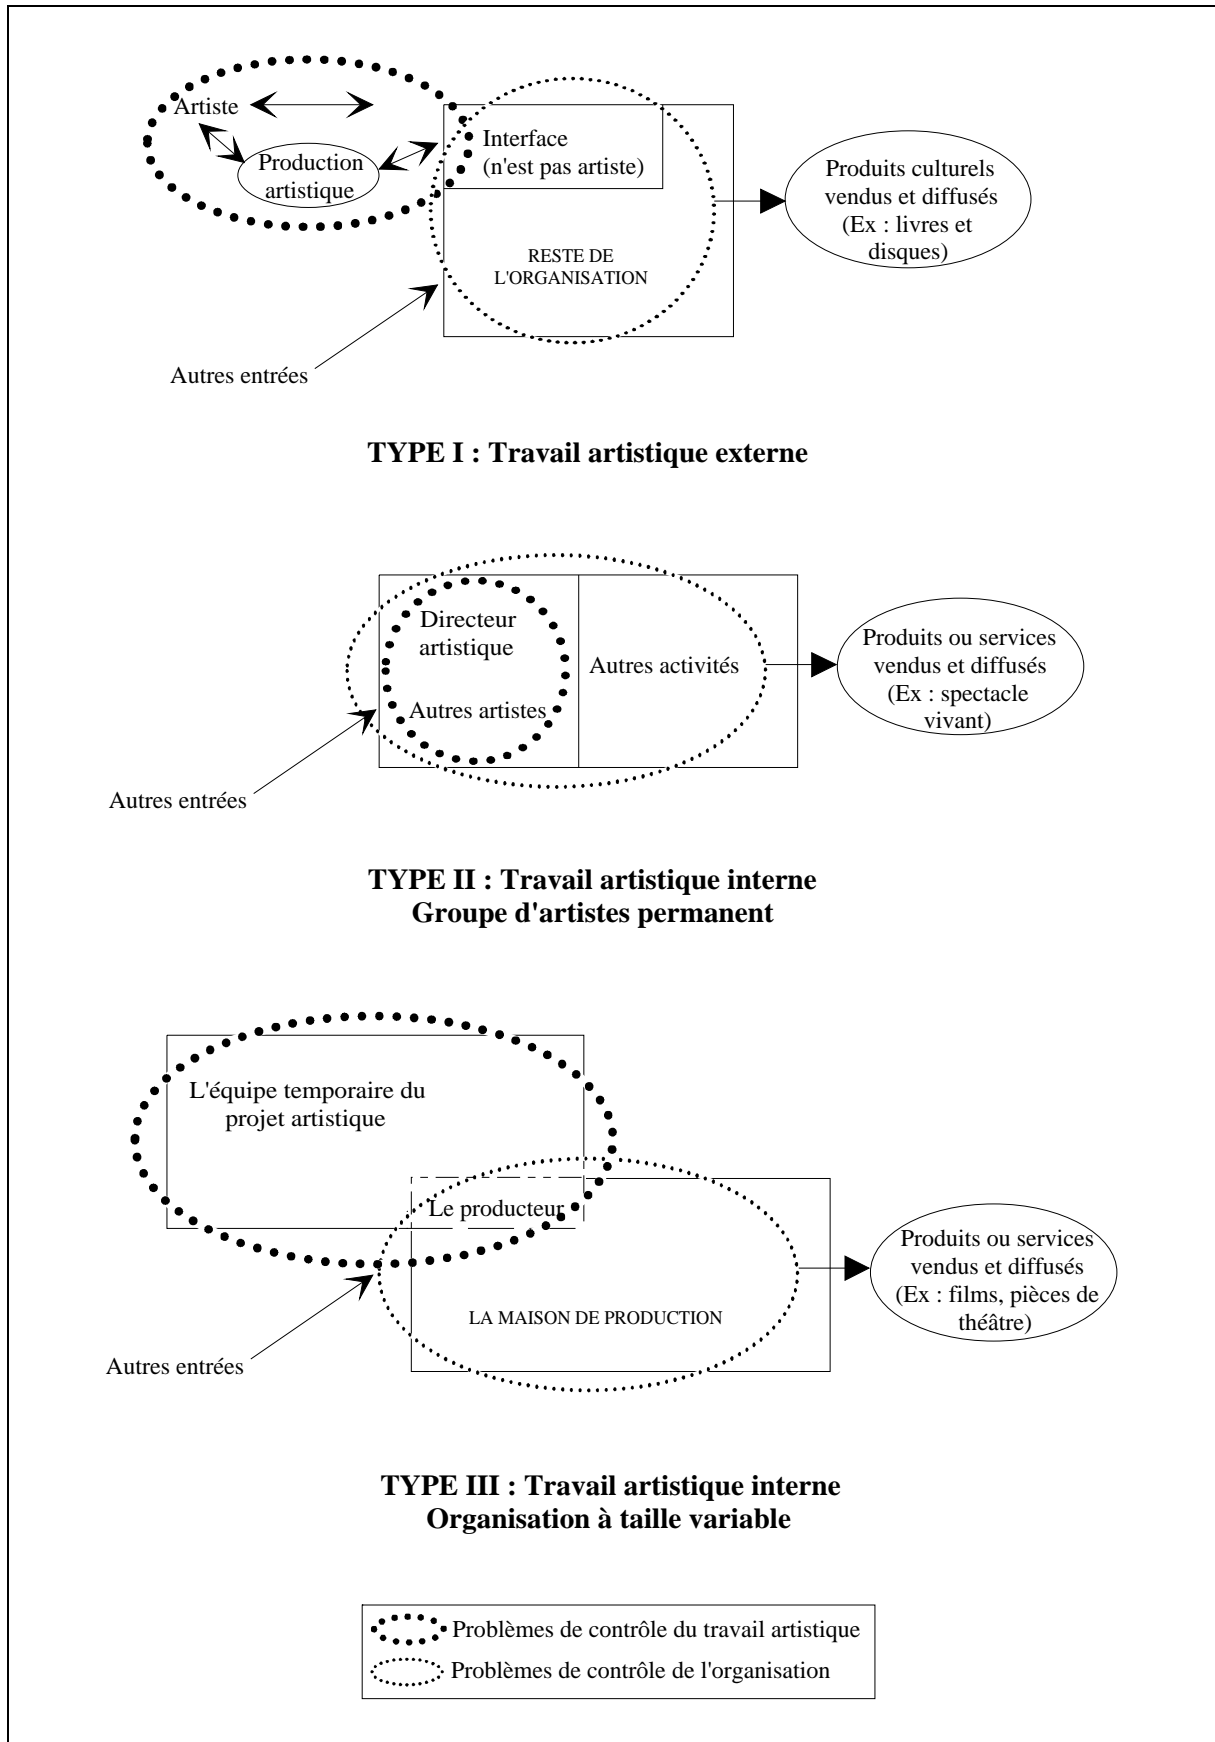 Artiste
Production
artistique
Interface
(n'est pas artiste)
RESTE DE
L'ORGANISATION
Autres entrées
Produits culturels
vendus et diffusés
(Ex : livres et
disques)
TYPE I : Travail artistique externe
Directeur
artistique
Autres artistes
Autres activités
Autres entrées
Produits ou services
vendus et diffusés
(Ex : spectacle
vivant)
TYPE II : Travail artistique interne
Groupe d'artistes permanent
L'équipe temporaire du
projet artistique
Le producteur
LA MAISON DE PRODUCTION
Autres entrées
Produits ou services
vendus et diffusés
(Ex : films, pièces de
théâtre)
TYPE III : Travail artistique interne
Organisation à taille variable
Problèmes de contrôle du travail artistique
Problèmes de contrôle de l'organisation